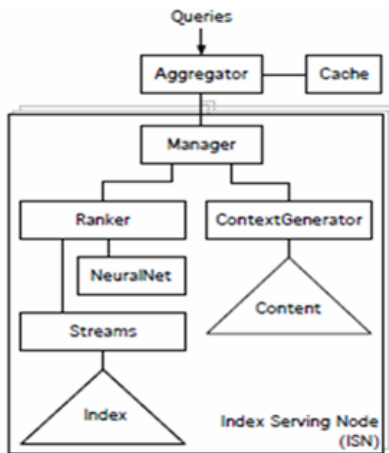 Queries
Aggregator
Cache
Manager
Ranker
ContextGenerator
NeuralNet
Content
Streams
Index
Index Serving Node
(ISN)